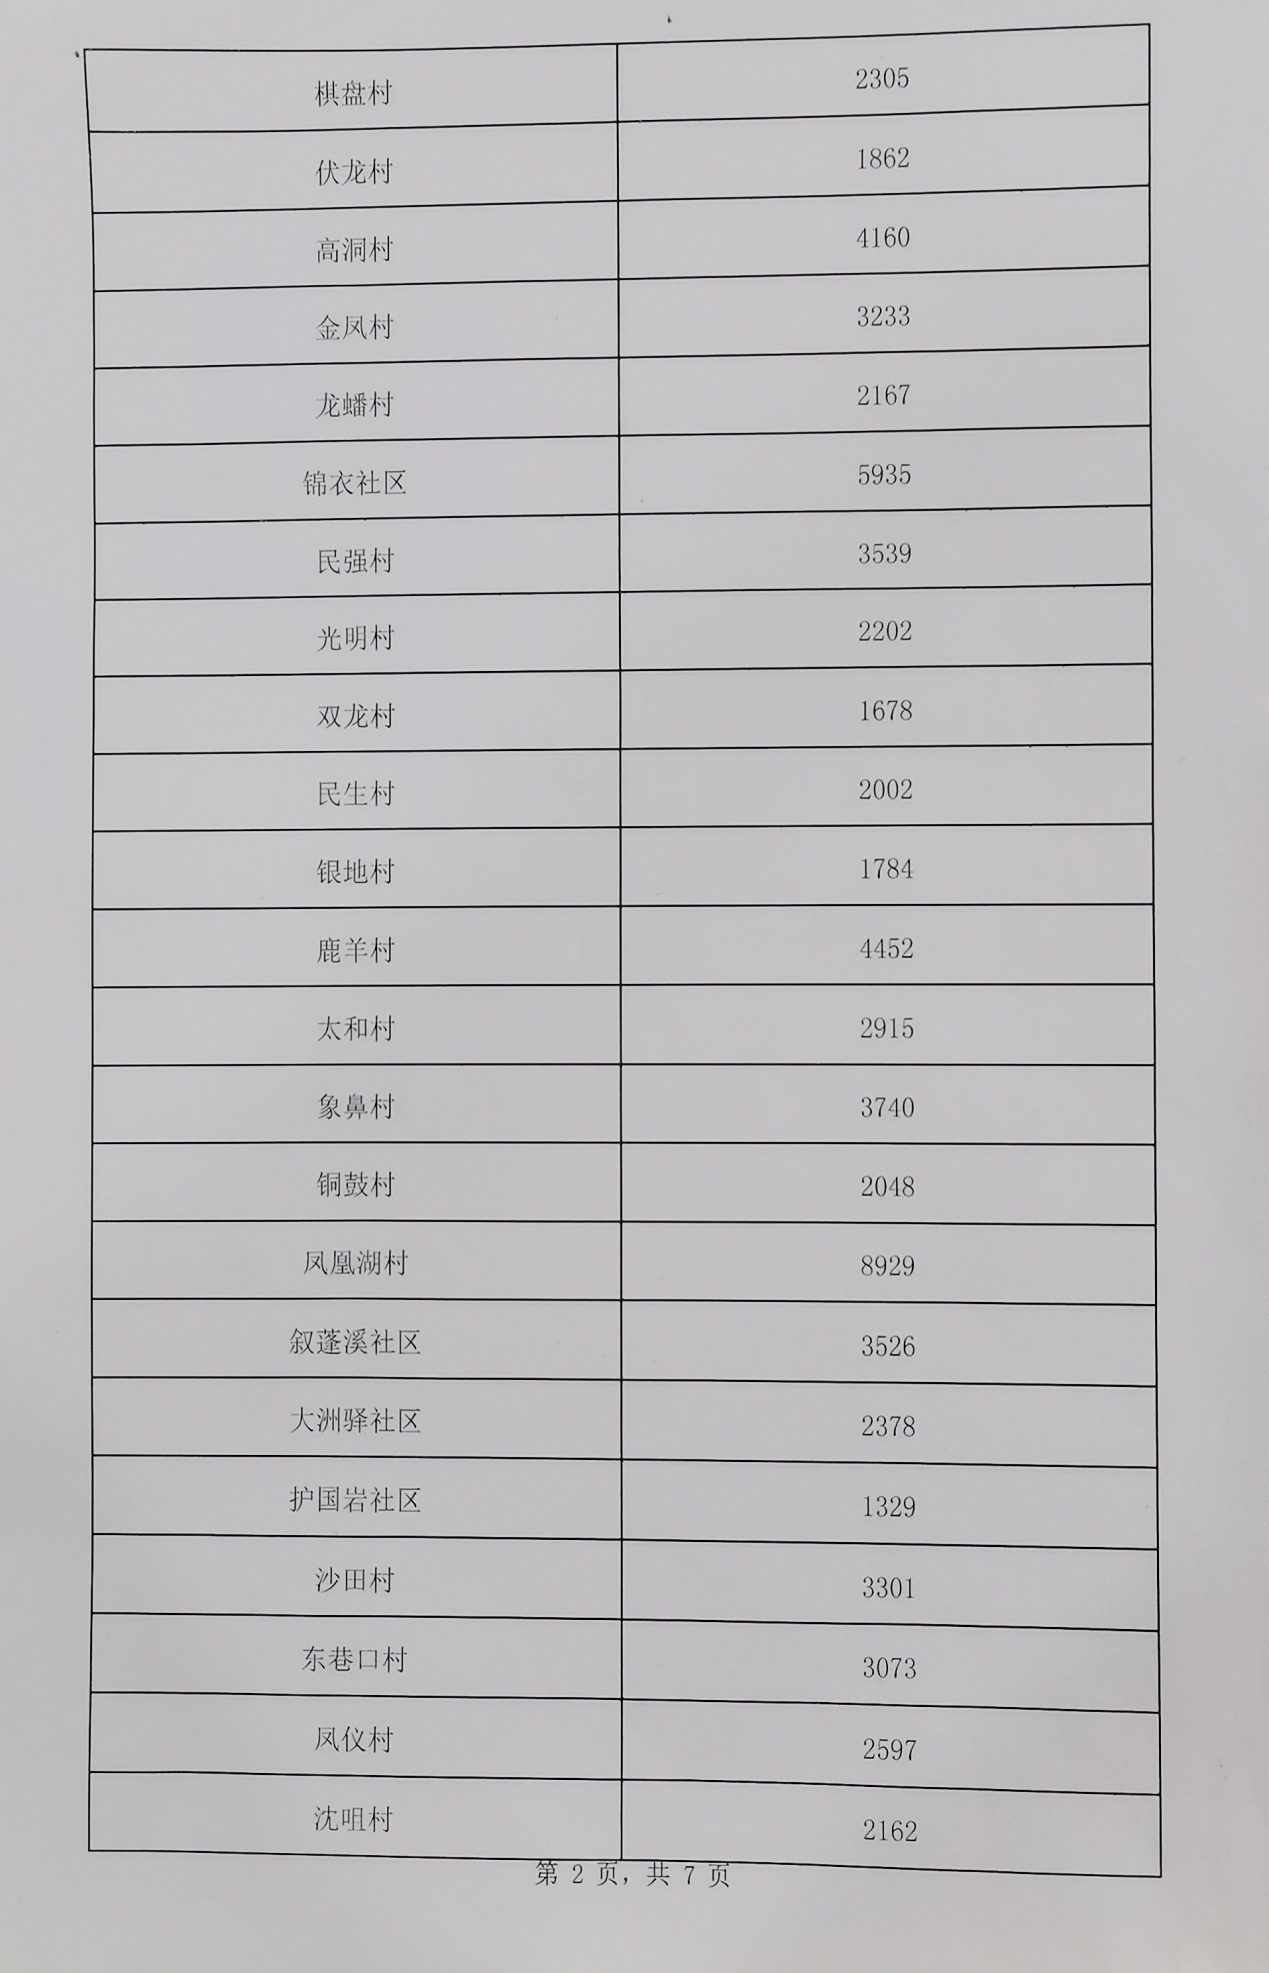 棋盘村 2305
伏龙村 1862
高洞村 4160
金凤村 3233
龙蟠村 2167
锦衣社区 5935
民强村 3539
光明村 2202
双龙村 1678
民生村 2002
银地村 1784
鹿羊村 4452
太和村 2915
象鼻村 3740
铜鼓村 2048
凤凰湖村 8929
叙蓬溪社区 3526
大洲驿社区 2378
护国岩社区 1329
沙田村 3301
东巷口村 3073
凤仪村 2597
沈咀村 2162
第 2 页，共 7 页